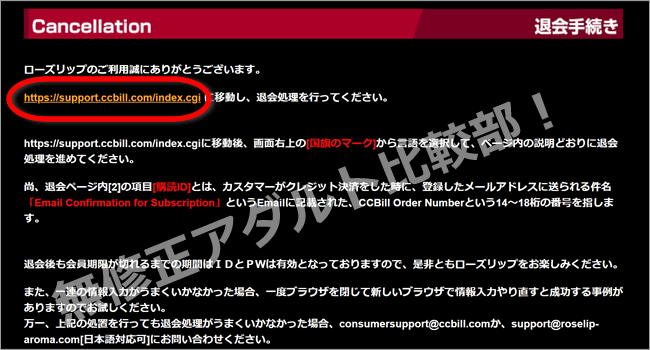 Cancellation 退会手続き
ローズリップのご利用誠にありがとうございます。
https://support.ccbill.com/index.cgi に移動し、退会処理を行ってください。
https://support.ccbill.com/index.cgiに移動後、画面右上の[国旗のマーク]から言語を選択して、ページ内の説明どおりに退会
処理を進めてください。
尚、退会ページ内[2]の項目[購読ID]とは、カスタマーがクレジット決済をした時に、登録したメールアドレスに送られる件名
「Email Confirmation for Subscription」というEmailに記載された、CCBill Order Numberという14～18桁の番号を指しま
す。
退会後も会員期限が切れるまでの期間はＩＤとＰＷは有効となっておりますので、是非ともローズリップをお楽しみください。
また、一連の情報入力がうまくいかなかった場合、一度ブラウザを閉じて新しいブラウザで情報入力やり直すと成功する事例が
ありますのでお試しください。
万一、上記の処置を行っても退会処理がうまくいかなかった場合、consumersupport@ccbill.comか、support@roselip-
aroma.com[日本語対応可]にお問い合わせください。
無修正アダルト比較部！